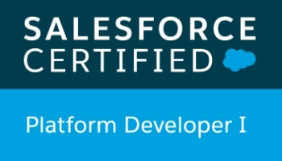 SALESFORCE
CERTIFIED
Platform Developer I